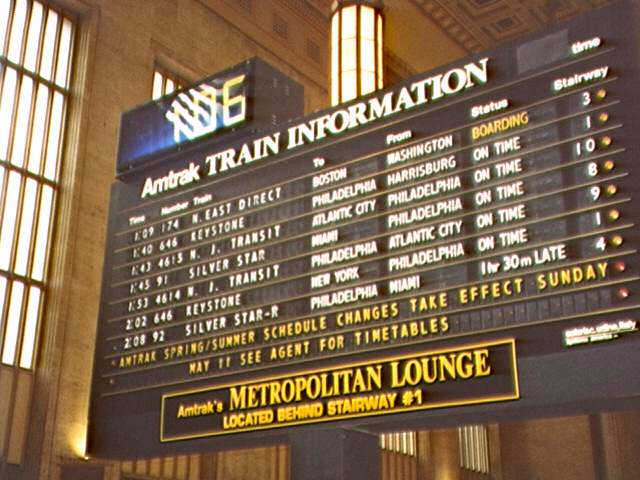 Amtrak TRAIN INFORMATION
time
Time Number Train To From Status Stairway
1:09 174 N.EAST DIRECT BOSTON WASHINGTON BOARDING 3
1:40 646 KEYSTONE PHILADELPHIA HARRISBURG ON TIME 1
1:43 4615 N. J. TRANSIT ATLANTIC CITY PHILADELPHIA ON TIME 10
1:45 91 SILVER STAR MIAMI PHILADELPHIA ON TIME 8
1:53 4614 N. J. TRANSIT PHILADELPHIA ATLANTIC CITY ON TIME 9
2:02 646 KEYSTONE NEW YORK PHILADELPHIA ON TIME 1
2:08 92 SILVER STAR-R PHILADELPHIA MIAMI 1hr 30m LATE 4
AMTRAK SPRING/SUMMER SCHEDULE CHANGES TAKE EFFECT SUNDAY
MAY 11 SEE AGENT FOR TIMETABLES
Amtrak's METROPOLITAN LOUNGE
LOCATED BEHIND STAIRWAY #1